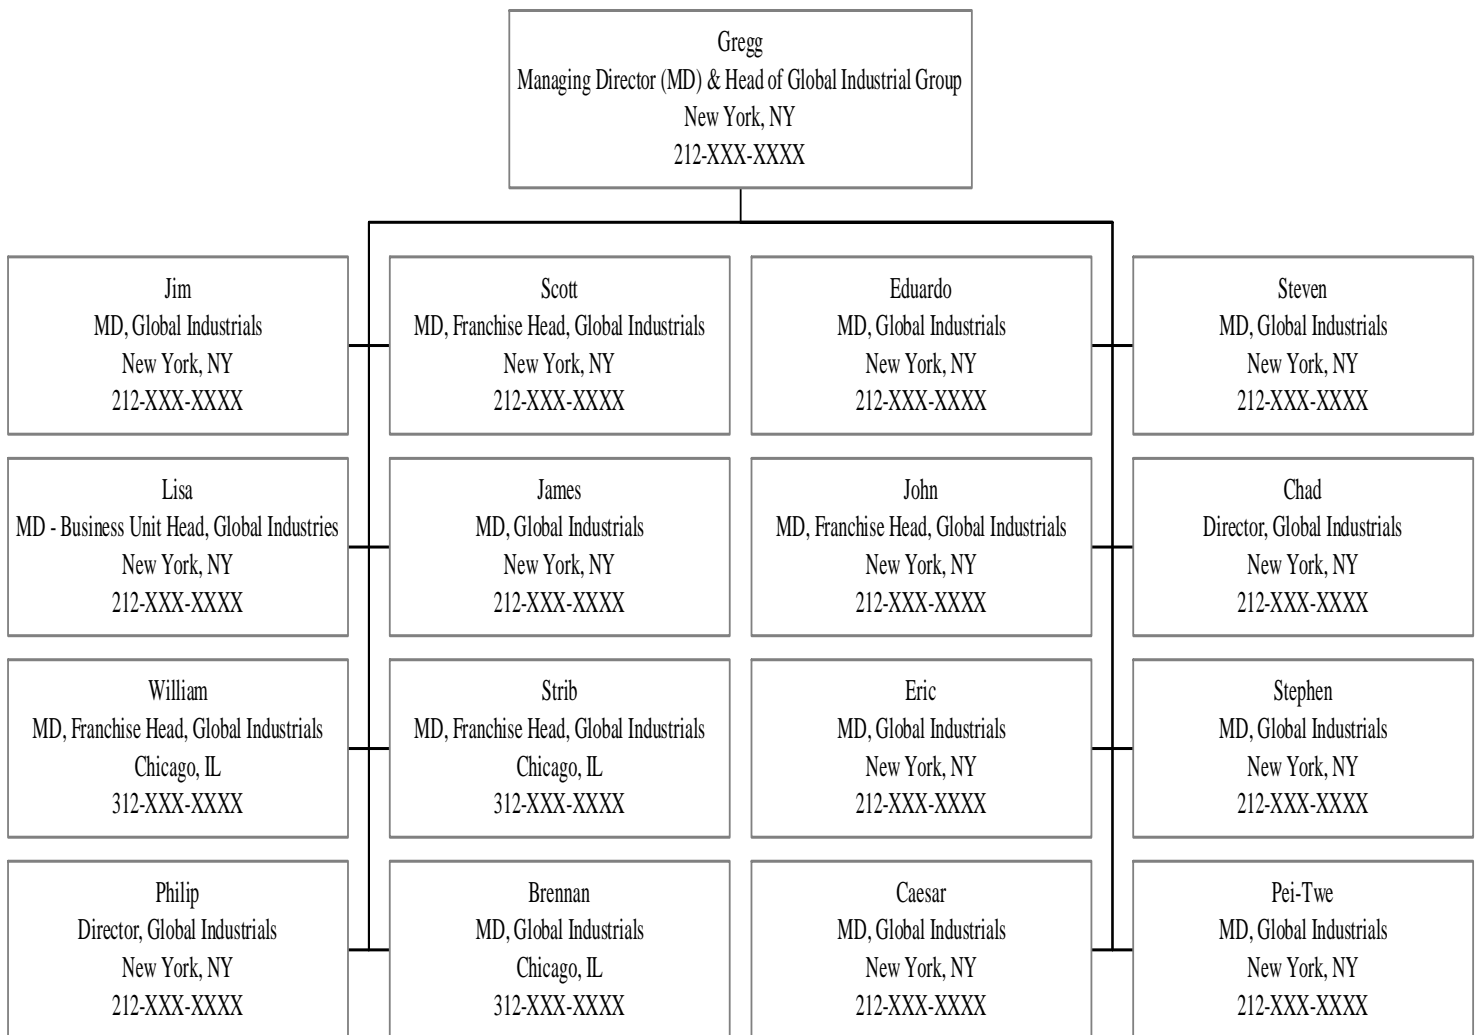 Gregg
Managing Director (MD) & Head of Global Industrial Group
New York, NY
212-XXX-XXXX
Jim
MD, Global Industrials
New York, NY
212-XXX-XXXX
Scott
MD, Franchise Head, Global Industrials
New York, NY
212-XXX-XXXX
Eduardo
MD, Global Industrials
New York, NY
212-XXX-XXXX
Steven
MD, Global Industrials
New York, NY
212-XXX-XXXX
Lisa
MD - Business Unit Head, Global Industries
New York, NY
212-XXX-XXXX
James
MD, Global Industrials
New York, NY
212-XXX-XXXX
John
MD, Franchise Head, Global Industrials
New York, NY
212-XXX-XXXX
Chad
Director, Global Industrials
New York, NY
212-XXX-XXXX
William
MD, Franchise Head, Global Industrials
Chicago, IL
312-XXX-XXXX
Strib
MD, Franchise Head, Global Industrials
Chicago, IL
312-XXX-XXXX
Eric
MD, Global Industrials
New York, NY
212-XXX-XXXX
Stephen
MD, Global Industrials
New York, NY
212-XXX-XXXX
Philip
Director, Global Industrials
New York, NY
212-XXX-XXXX
Brennan
MD, Global Industrials
Chicago, IL
312-XXX-XXXX
Caesar
MD, Global Industrials
New York, NY
212-XXX-XXXX
Pei-Twe
MD, Global Industrials
New York, NY
212-XXX-XXXX